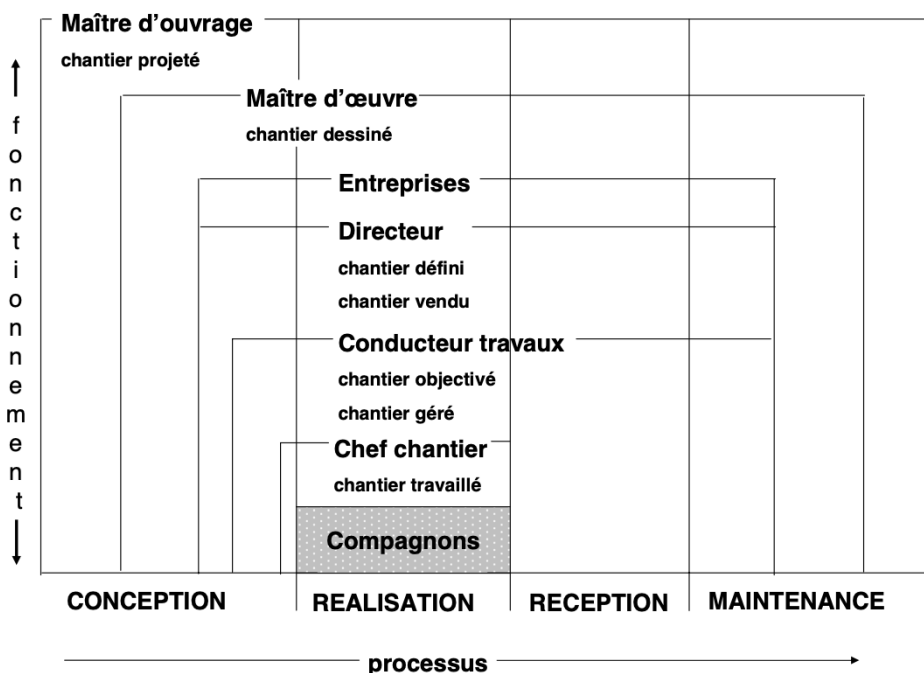 Maître d'ouvrage
chantier projeté
Maître d'œuvre
chantier dessiné
Entreprises
Directeur
chantier défini
chantier vendu
Conducteur travaux
chantier objectivé
chantier géré
Chef chantier
chantier travaillé
Compagnons
fonctionnement
CONCEPTION REALISATION RECEPTION MAINTENANCE
processus